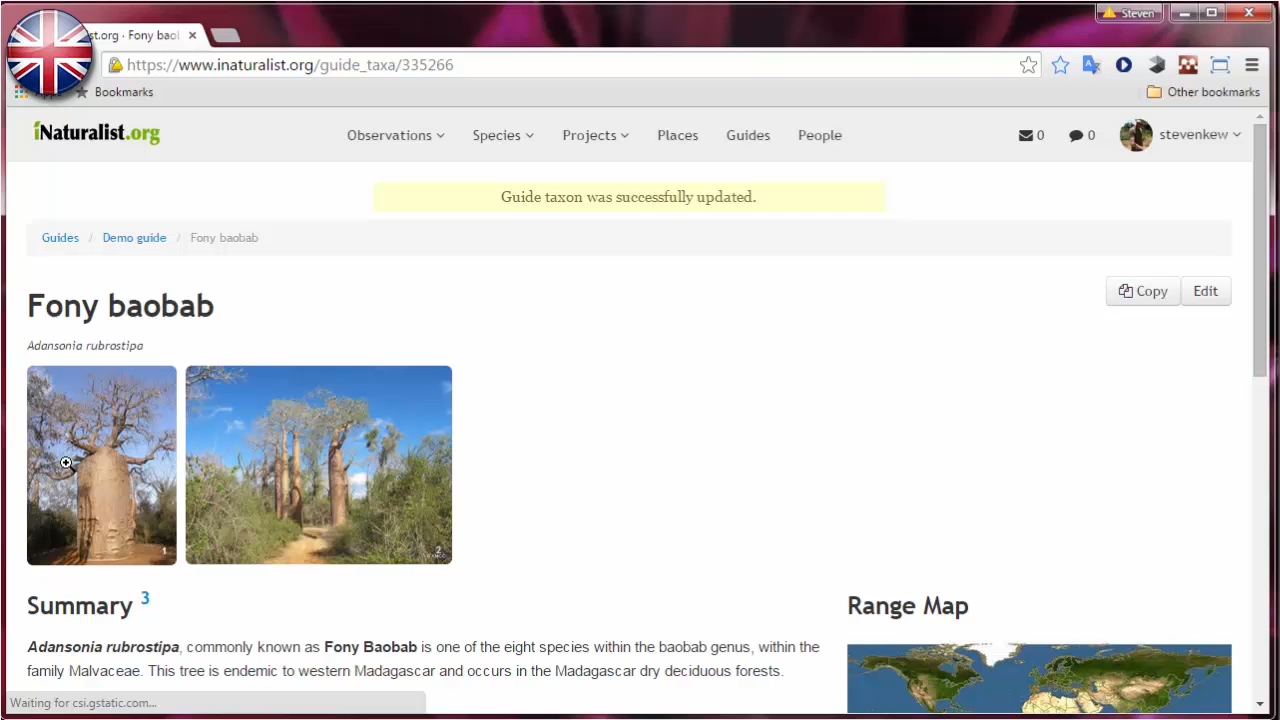 Steven
st.org · Fony baol
https://www.inaturalist.org/guide_taxa/335266
Apps
Bookmarks
Other bookmarks
iNaturalist.org
Observations
Species
Projects
Places
Guides
People
0
0
stevenkew
Guide taxon was successfully updated.
Guides / Demo guide / Fony baobab
Fony baobab
Copy
Edit
Adansonia rubrostipa
1
2
Summary 3
Range Map
Adansonia rubrostipa, commonly known as Fony Baobab is one of the eight species within the baobab genus, within the
family Malvaceae. This tree is endemic to western Madagascar and occurs in the Madagascar dry deciduous forests.
Waiting for csi.gstatic.com...